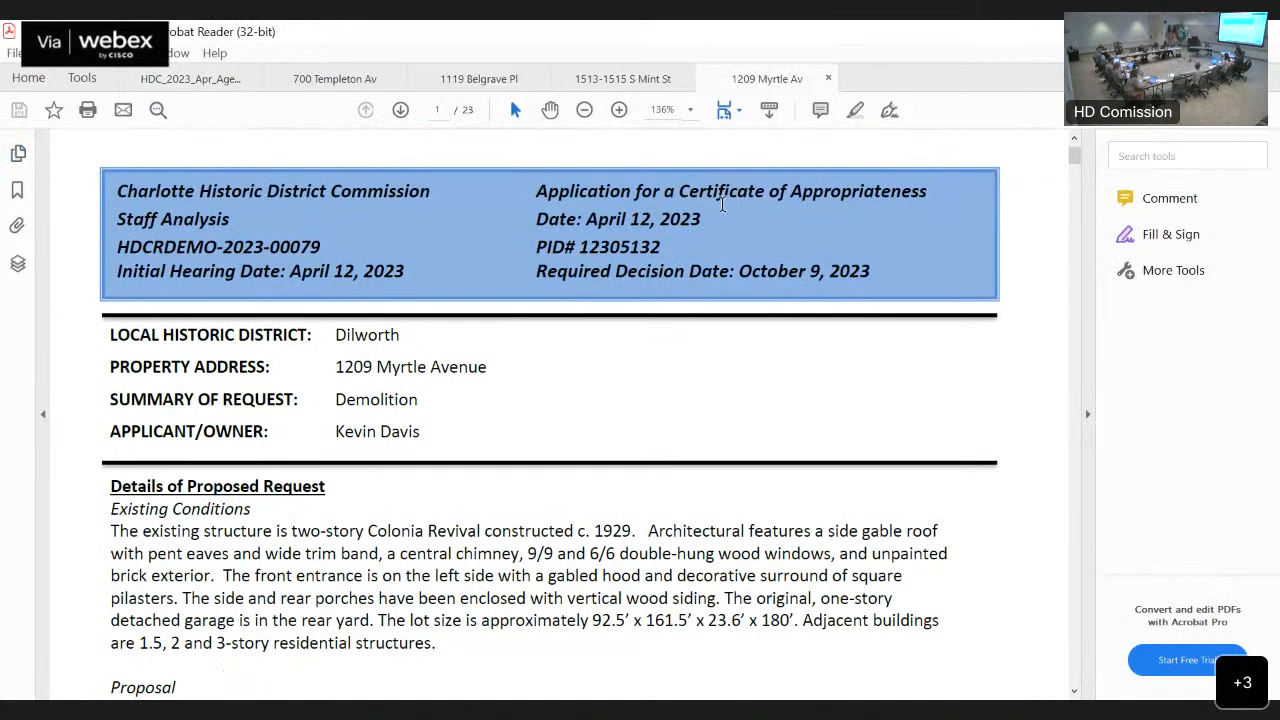 Via webex
by CISCO
obat Reader (32-bit)
dow Help
Home Tools HDC_2023_Apr_Age... 700 Templeton Av 1119 Belgrave Pl 1513-1515 S Mint St 1209 Myrtle Av ×
1 / 23 136%
HD Comission
Search tools
Comment
Fill & Sign
More Tools
Charlotte Historic District Commission Application for a Certificate of Appropriateness
Staff Analysis Date: April 12, 2023
HDCRDEMO-2023-00079 PID# 12305132
Initial Hearing Date: April 12, 2023 Required Decision Date: October 9, 2023
LOCAL HISTORIC DISTRICT: Dilworth
PROPERTY ADDRESS: 1209 Myrtle Avenue
SUMMARY OF REQUEST: Demolition
APPLICANT/OWNER: Kevin Davis
Details of Proposed Request
Existing Conditions
The existing structure is two-story Colonia Revival constructed c. 1929. Architectural features a side gable roof
with pent eaves and wide trim band, a central chimney, 9/9 and 6/6 double-hung wood windows, and unpainted
brick exterior. The front entrance is on the left side with a gabled hood and decorative surround of square
pilasters. The side and rear porches have been enclosed with vertical wood siding. The original, one-story
detached garage is in the rear yard. The lot size is approximately 92.5’ x 161.5’ x 23.6’ x 180’. Adjacent buildings
are 1.5, 2 and 3-story residential structures.
Proposal
Convert and edit PDFs
with Acrobat Pro
Start Free Trial
+3